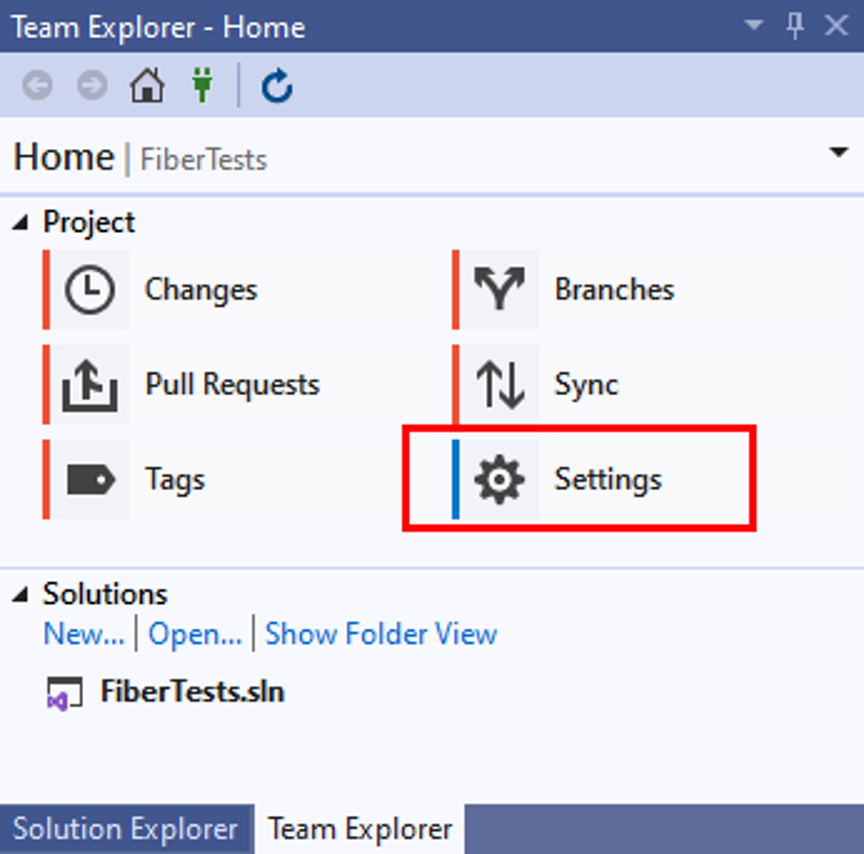 Team Explorer - Home
Home | FiberTests
Project
Changes
Branches
Pull Requests
Sync
Tags
Settings
Solutions
New... | Open... | Show Folder View
FiberTests.sln
Solution Explorer
Team Explorer